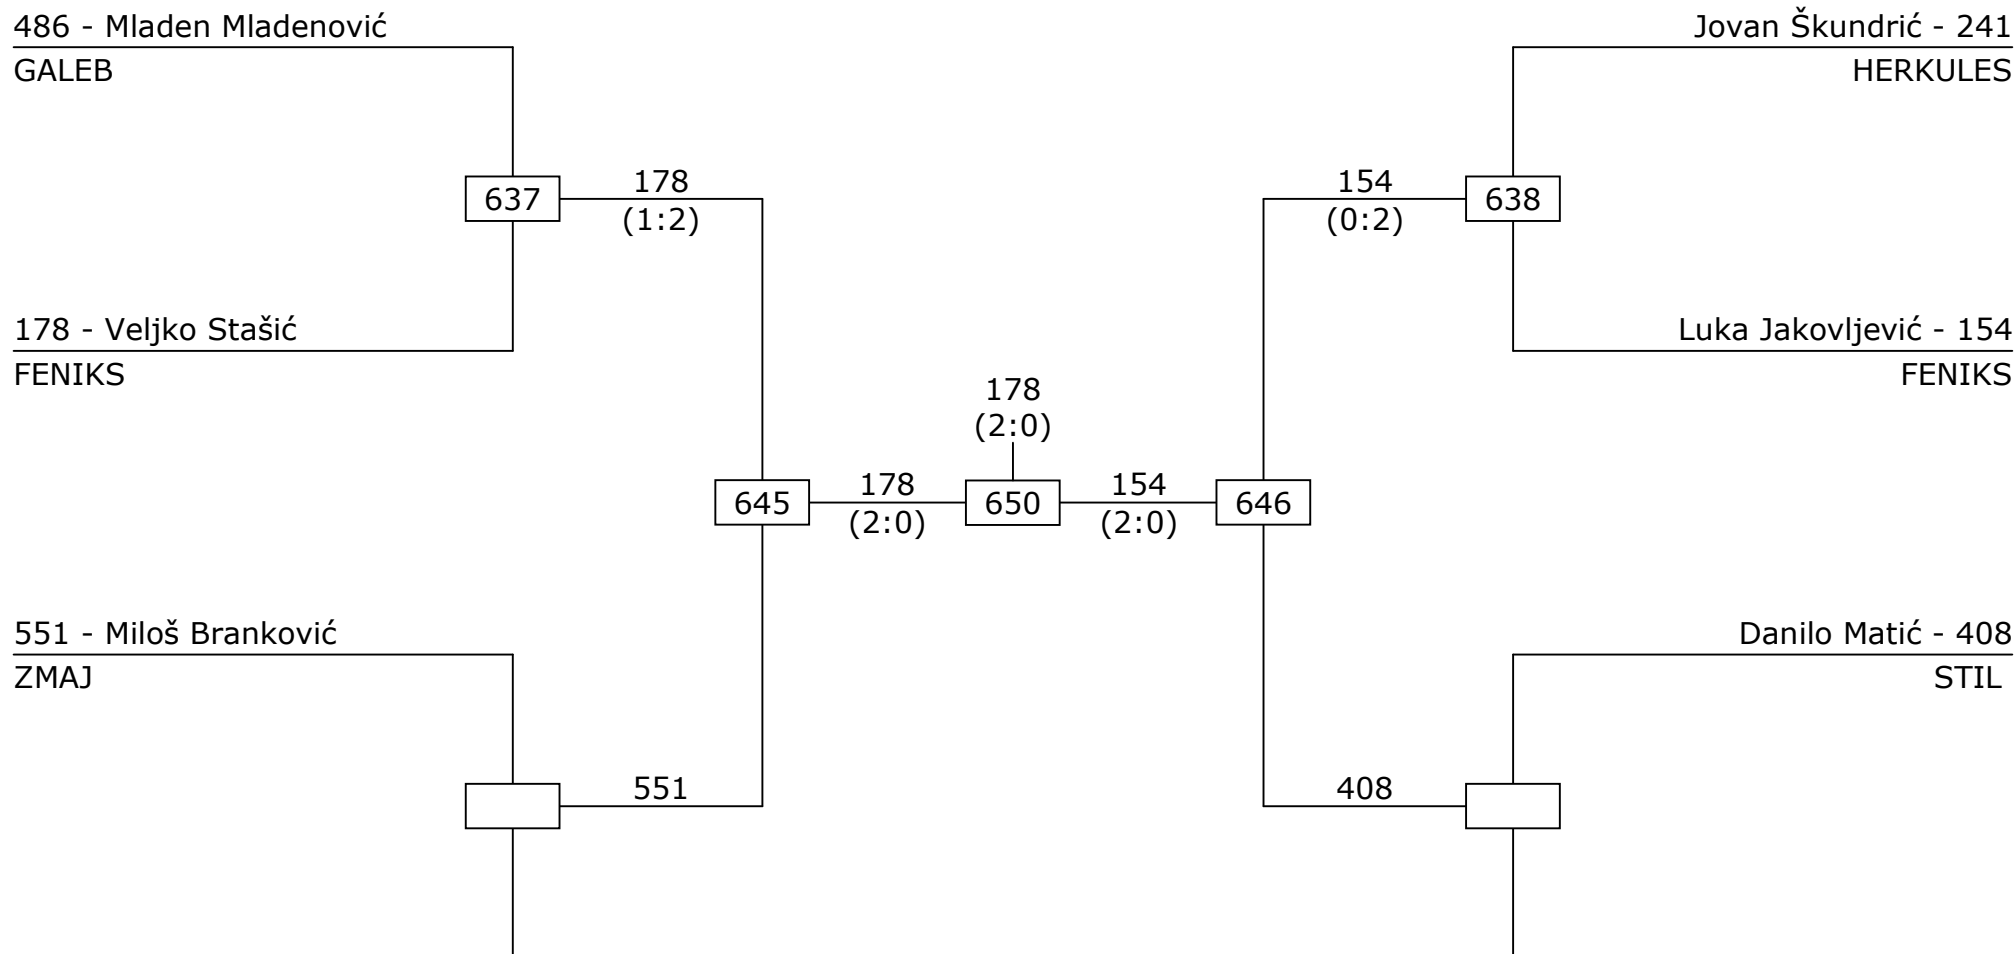 486 - Mladen Mladenović
GALEB
Jovan Škundrić - 241
HERKULES
637
178
(1:2)
154
(0:2)
638
178 - Veljko Stašić
FENIKS
Luka Jakovljević - 154
FENIKS
178
(2:0)
645
178
(2:0)
650
154
(2:0)
646
551 - Miloš Branković
ZMAJ
Danilo Matić - 408
STIL
551
408